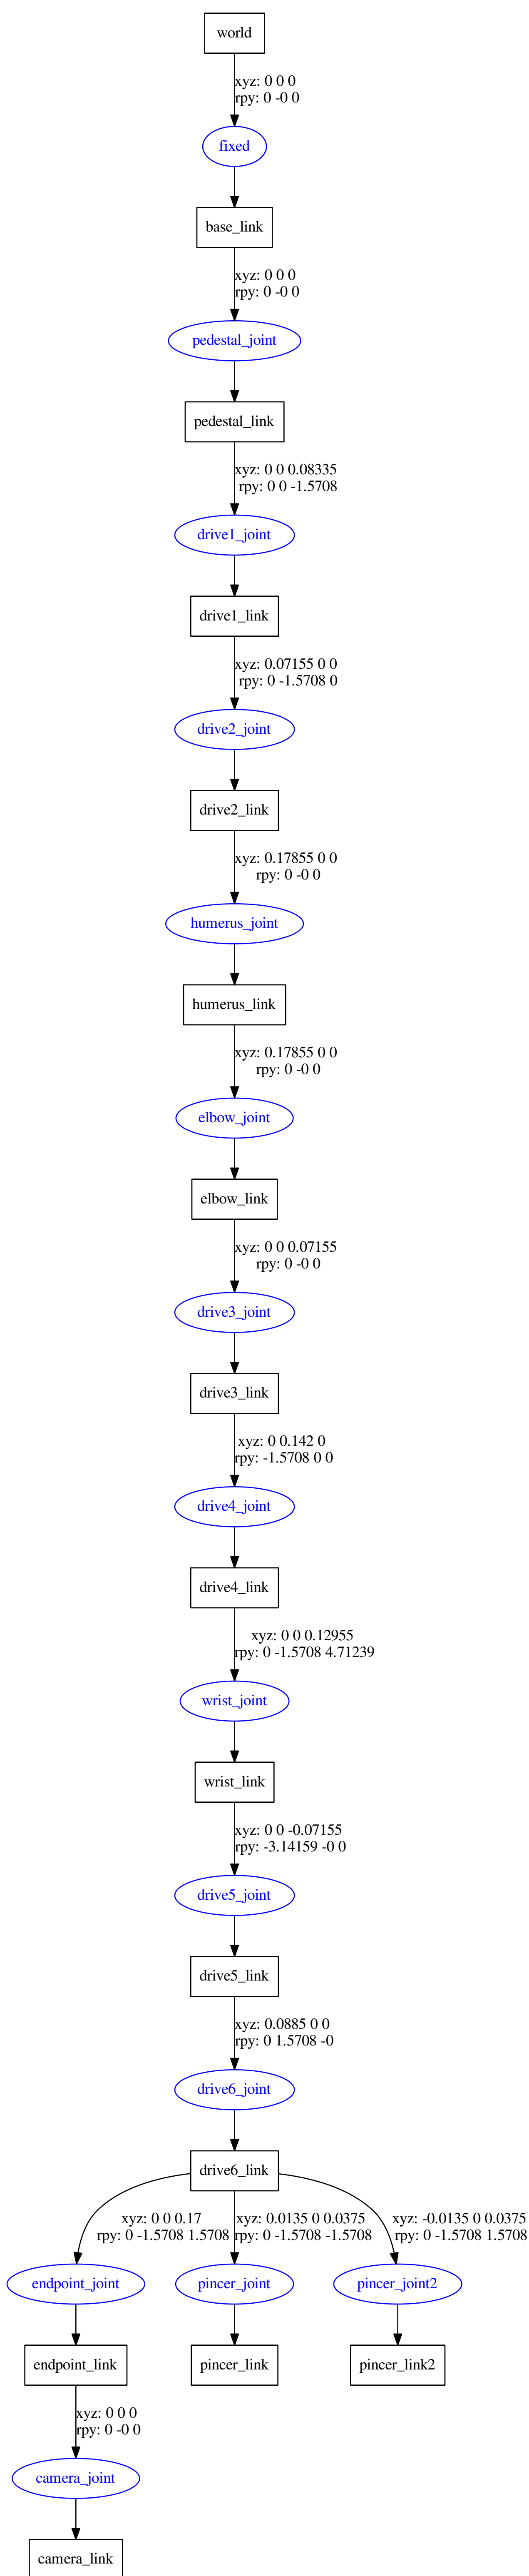 world
xyz: 0 0 0
rpy: 0 -0 0
fixed
base_link
xyz: 0 0 0
rpy: 0 -0 0
pedestal_joint
pedestal_link
xyz: 0 0 0.08335
rpy: 0 0 -1.5708
drive1_joint
drive1_link
xyz: 0.07155 0 0
rpy: 0 -1.5708 0
drive2_joint
drive2_link
xyz: 0.17855 0 0
rpy: 0 -0 0
humerus_joint
humerus_link
xyz: 0.17855 0 0
rpy: 0 -0 0
elbow_joint
elbow_link
xyz: 0 0 0.07155
rpy: 0 -0 0
drive3_joint
drive3_link
xyz: 0 0.142 0
rpy: -1.5708 0 0
drive4_joint
drive4_link
xyz: 0 0 0.12955
rpy: 0 -1.5708 4.71239
wrist_joint
wrist_link
xyz: 0 0 -0.07155
rpy: -3.14159 -0 0
drive5_joint
drive5_link
xyz: 0.0885 0 0
rpy: 0 1.5708 -0
drive6_joint
drive6_link
xyz: 0 0 0.17
rpy: 0 -1.5708 1.5708
xyz: 0.0135 0 0.0375
rpy: 0 -1.5708 -1.5708
xyz: -0.0135 0 0.0375
rpy: 0 -1.5708 1.5708
endpoint_joint
pincer_joint
pincer_joint2
endpoint_link
pincer_link
pincer_link2
xyz: 0 0 0
rpy: 0 -0 0
camera_joint
camera_link